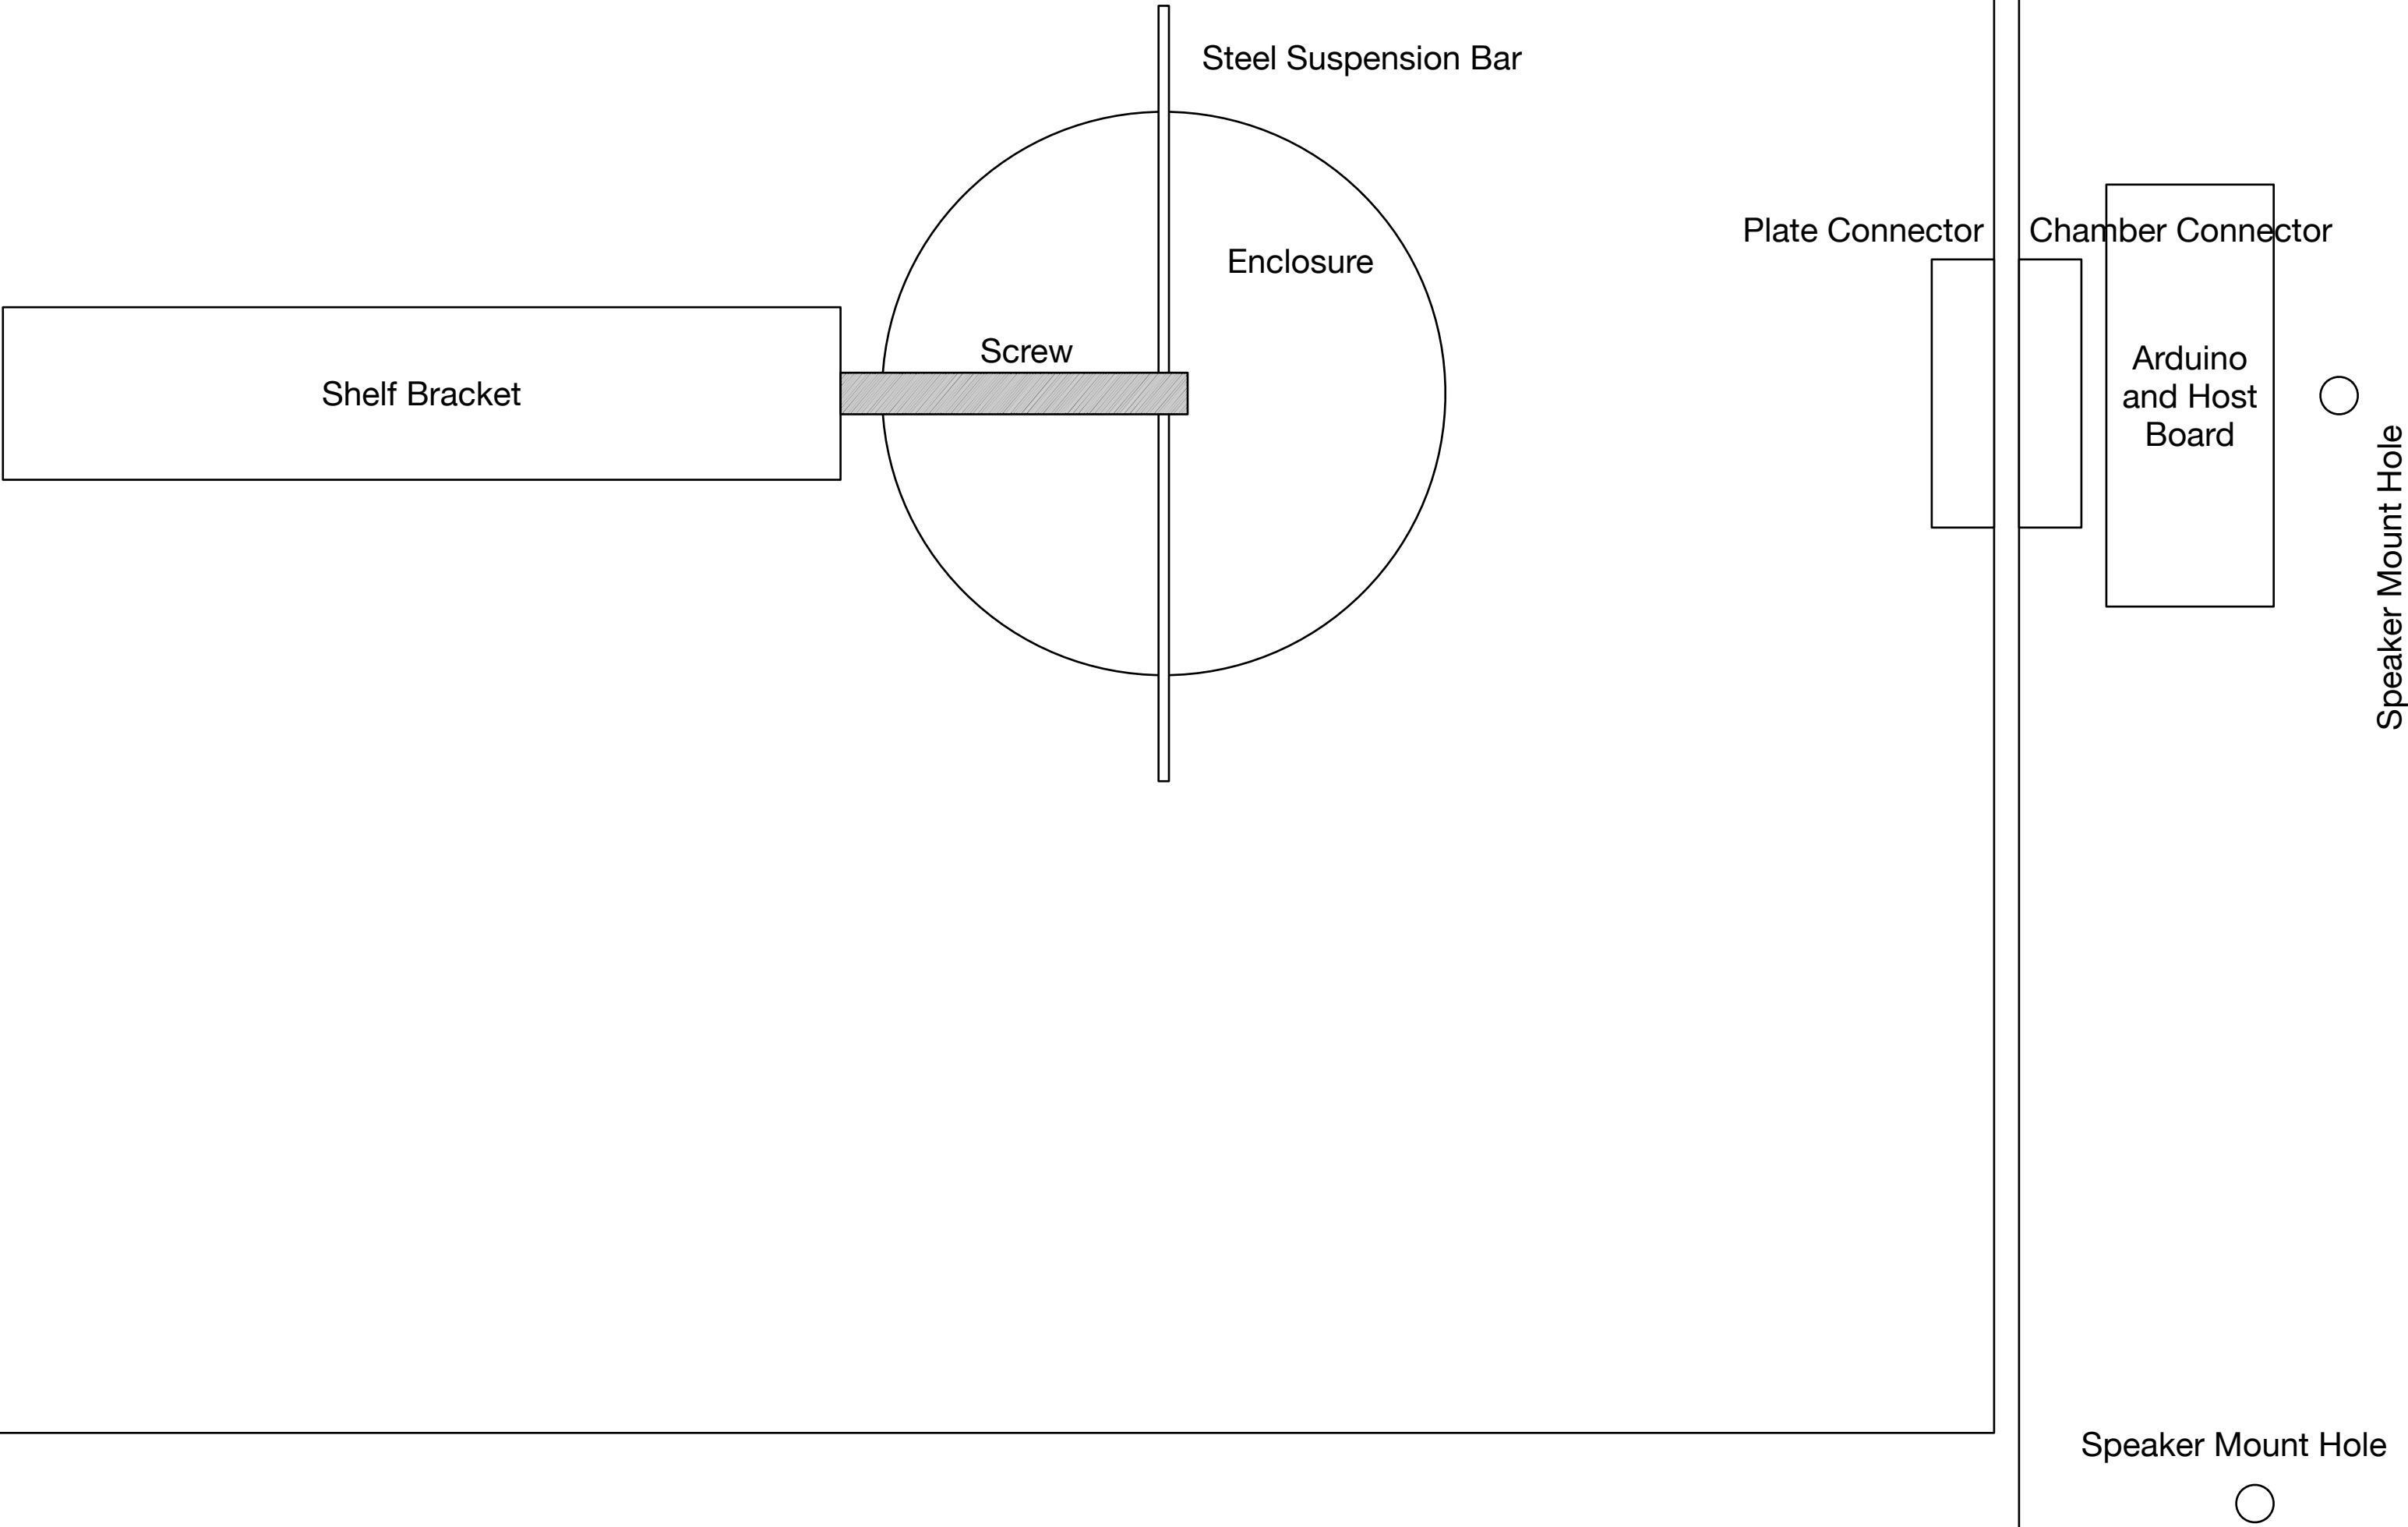 Steel Suspension Bar
Plate Connector
Chamber Connector
Enclosure
Screw
Shelf Bracket
Arduino
and Host
Board
Speaker Mount Hole
Speaker Mount Hole